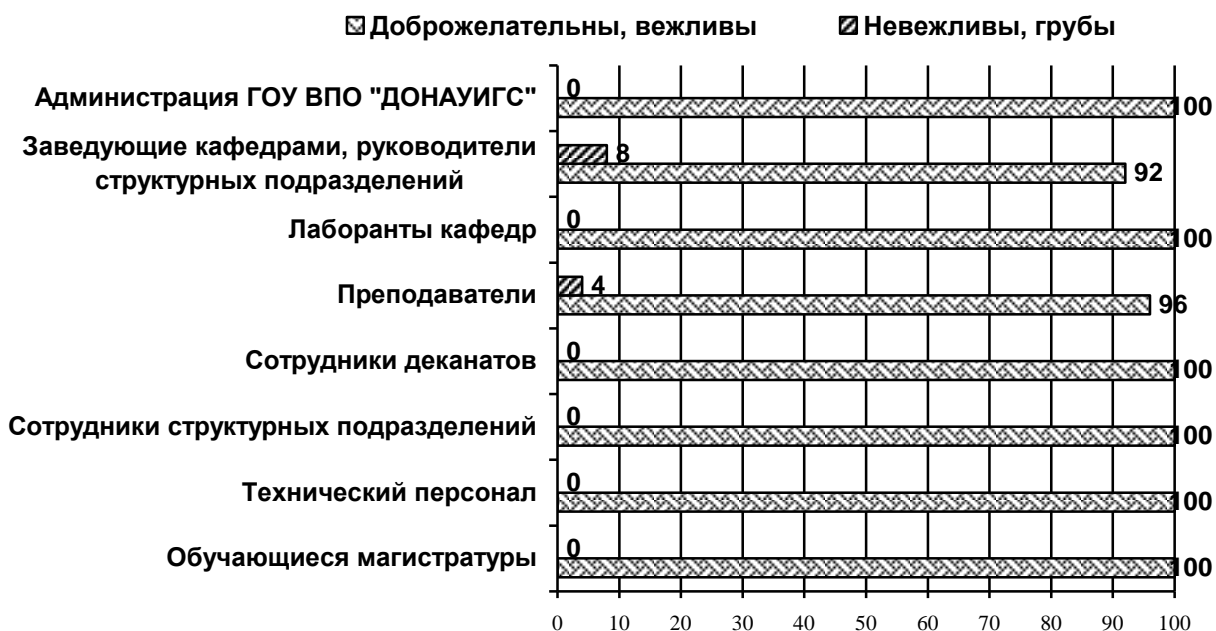 Доброжелательны, вежливы Невежливы, грубы
Администрация ГОУ ВПО "ДОНАУИГС"
0
100
Заведующие кафедрами, руководители
структурных подразделений
8
92
Лаборанты кафедр
0
100
Преподаватели
4
96
Сотрудники деканатов
0
100
Сотрудники структурных подразделений
0
100
Технический персонал
0
100
Обучающиеся магистратуры
0
100
0 10 20 30 40 50 60 70 80 90 100